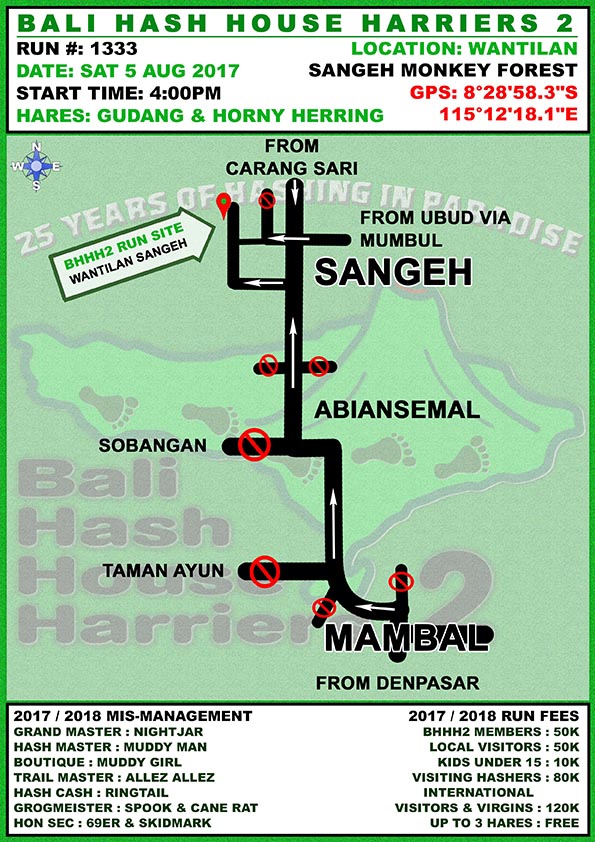 BALI HASH HOUSE HARRIERS 2
RUN #: 1333
DATE: SAT 5 AUG 2017
START TIME: 4:00PM
HARES: GUDANG & HORNY HERRING
LOCATION: WANTILAN
SANGEH MONKEY FOREST
GPS: 8°28'58.3"S
115°12'18.1"E
N
W E
S
25 YEARS OF HASHING IN PARADISE
FROM
CARANG SARI
FROM UBUD VIA
MUMBUL
BHHH2 RUN SITE
WANTILAN SANGEH
SANGEH
ABIANSEMAL
SOBANGAN
Bali
Hash
House
Harriers 2
TAMAN AYUN
MAMBAL
FROM DENPASAR
2017 / 2018 MIS-MANAGEMENT
GRAND MASTER : NIGHTJAR
HASH MASTER : MUDDY MAN
BOUTIQUE : MUDDY GIRL
TRAIL MASTER : ALLEZ ALLEZ
HASH CASH : RINGTAIL
GROGMEISTER : SPOOK & CANE RAT
HON SEC : 69ER & SKIDMARK
2017 / 2018 RUN FEES
BHHH2 MEMBERS : 50K
LOCAL VISITORS : 50K
KIDS UNDER 15 : 10K
VISITING HASHERS : 80K
INTERNATIONAL
VISITORS & VIRGINS : 120K
UP TO 3 HARES : FREE